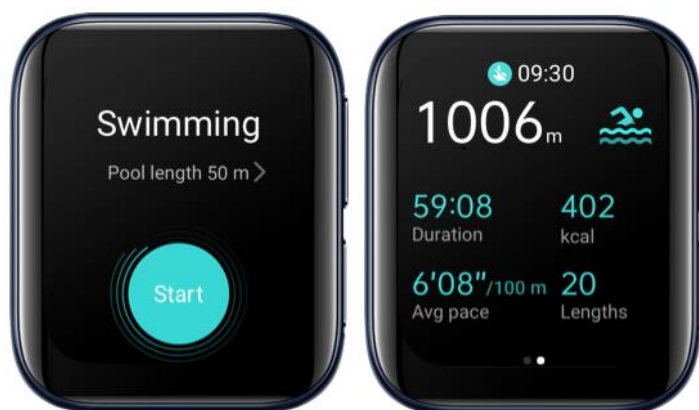 Swimming
Pool length 50 m >
Start
09:30
1006m
59:08
Duration
402
kcal
6'08"/100 m
Avg pace
20
Lengths